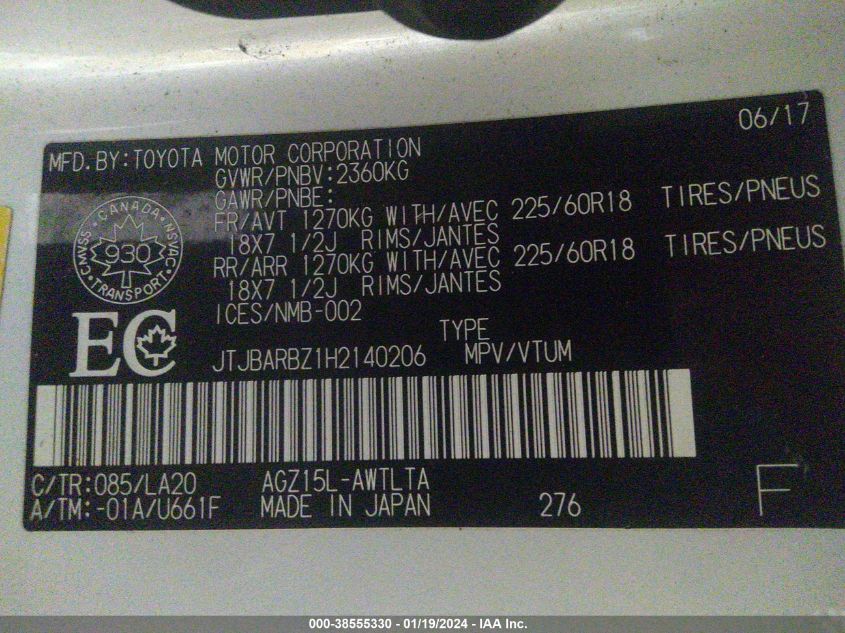 06/17
MFD.BY:TOYOTA MOTOR CORPORATION
GVWR/PNBV:2360KG
GAWR/PNBE:
FR/AVT 1270KG WITH/AVEC 225/60R18 TIRES/PNEUS
18X7 1/2J RIMS/JANTES
RR/ARR 1270KG WITH/AVEC 225/60R18 TIRES/PNEUS
18X7 1/2J RIMS/JANTES
ICES/NMB-002
CANADA
CMVSS NSVAC
930
TRANSPORT
EC
TYPE
JTJBARBZ1H2140206 MPV/VTUM
C/TR:085/LA20 AGZ15L-AWTLTA
A/TM:-01A/U661F MADE IN JAPAN 276 F
000-38555330 - 01/19/2024 - IAA Inc.